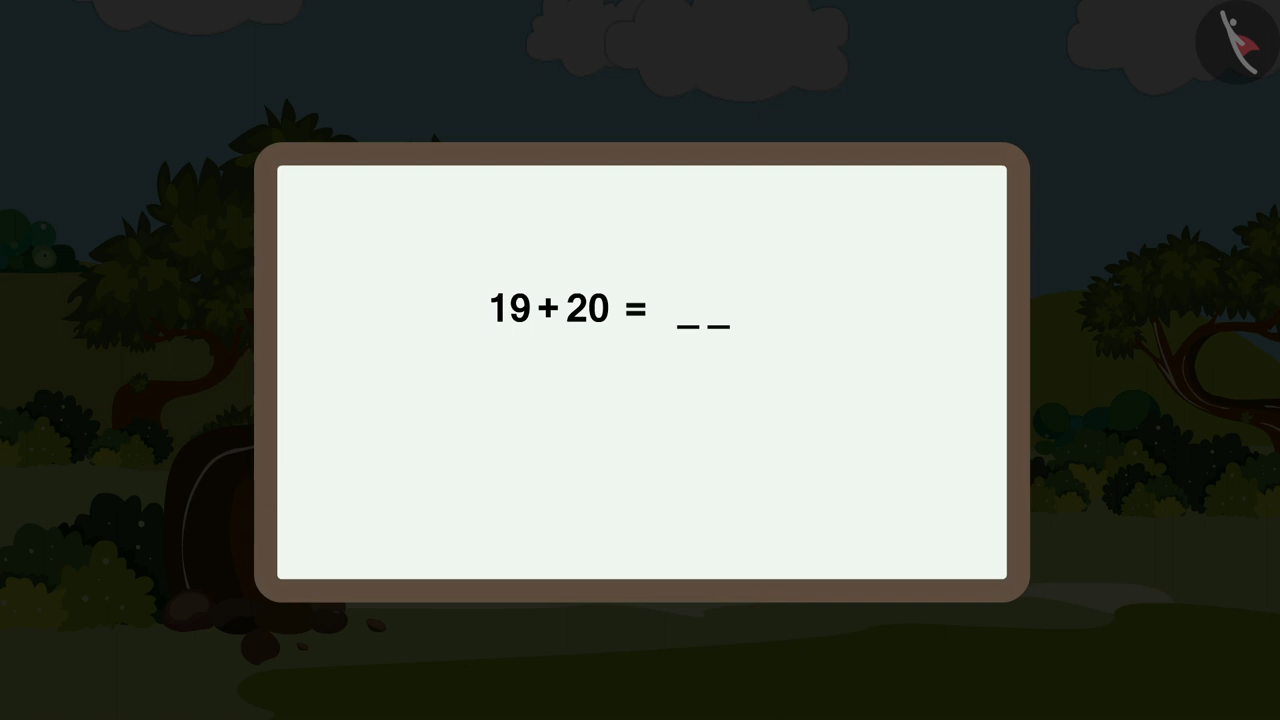 19 + 20 = _ _